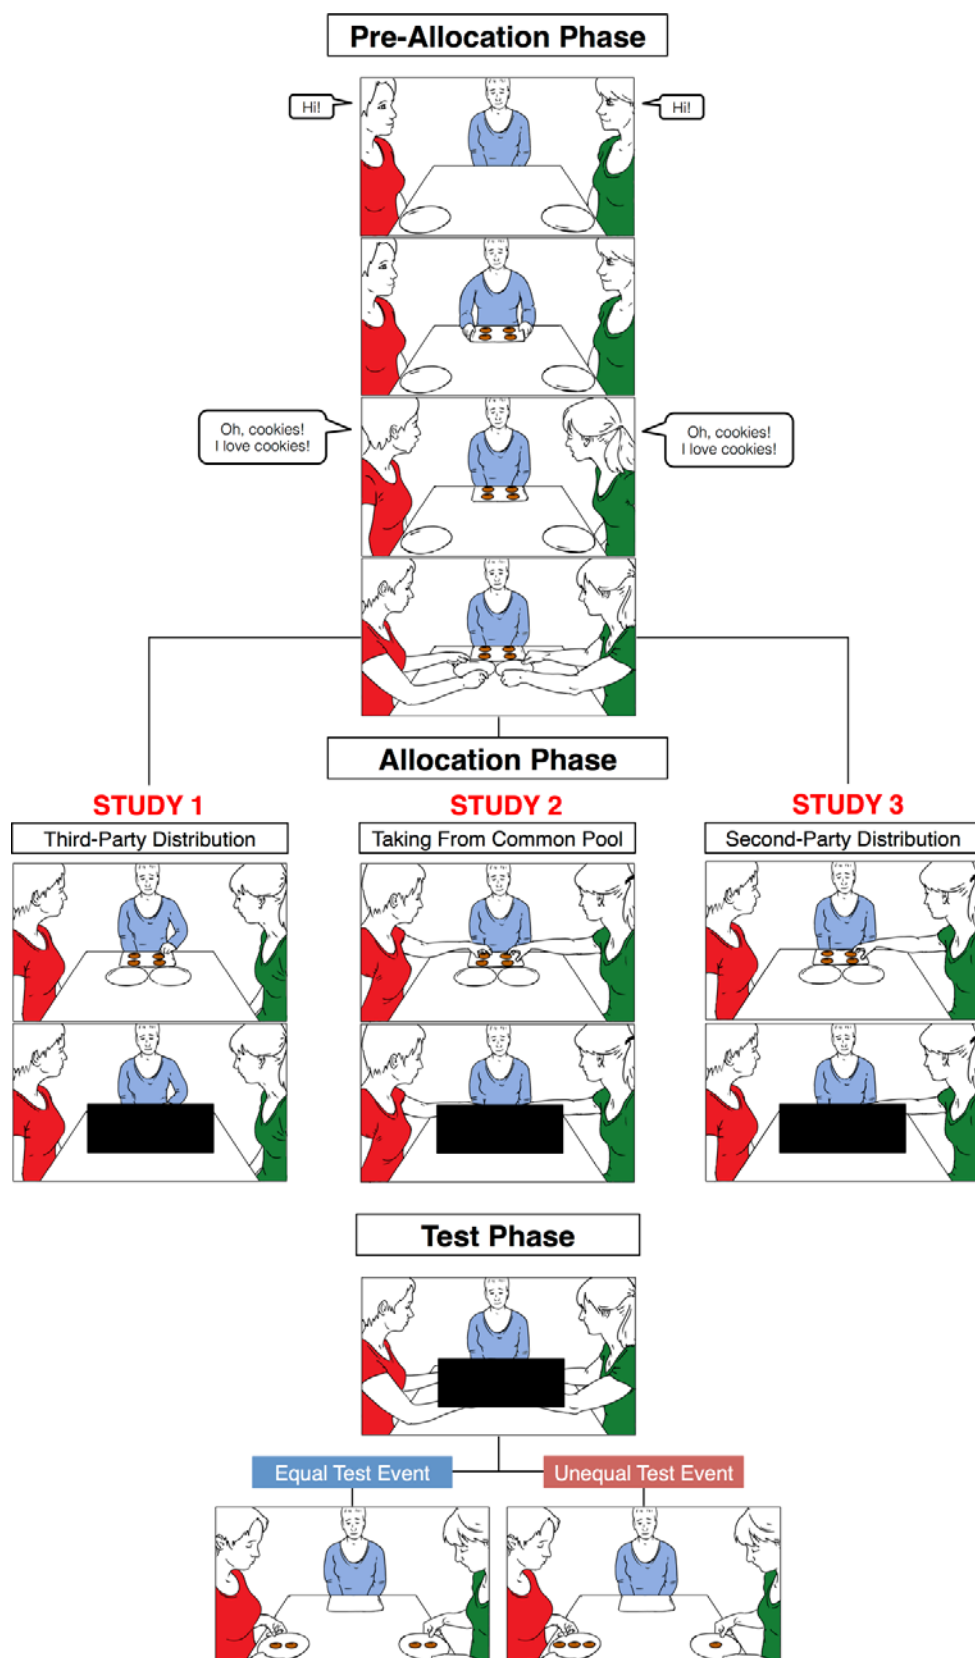 Pre-Allocation Phase
Hi!
Hi!
Oh, cookies!
I love cookies!
Oh, cookies!
I love cookies!
Allocation Phase
STUDY 1
Third-Party Distribution
STUDY 2
Taking From Common Pool
STUDY 3
Second-Party Distribution
Test Phase
Equal Test Event
Unequal Test Event